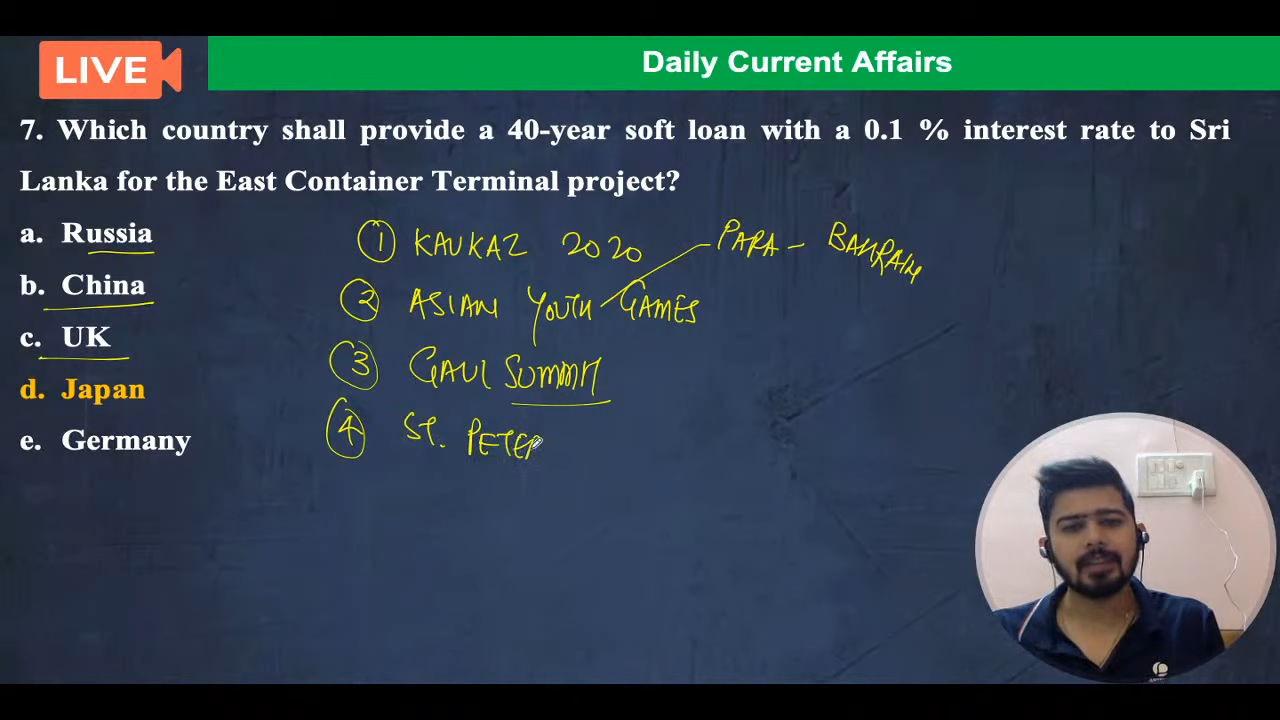 LIVE
Daily Current Affairs
7. Which country shall provide a 40-year soft loan with a 0.1 % interest rate to Sri
Lanka for the East Container Terminal project?
a. Russia
b. China
c. UK
d. Japan
e. Germany
1 KAVKAZ 2020
PARA - BAHRAIN
2 ASIAN YOUTH GAMES
3 GAUL SUMMIT
4 ST. PETER